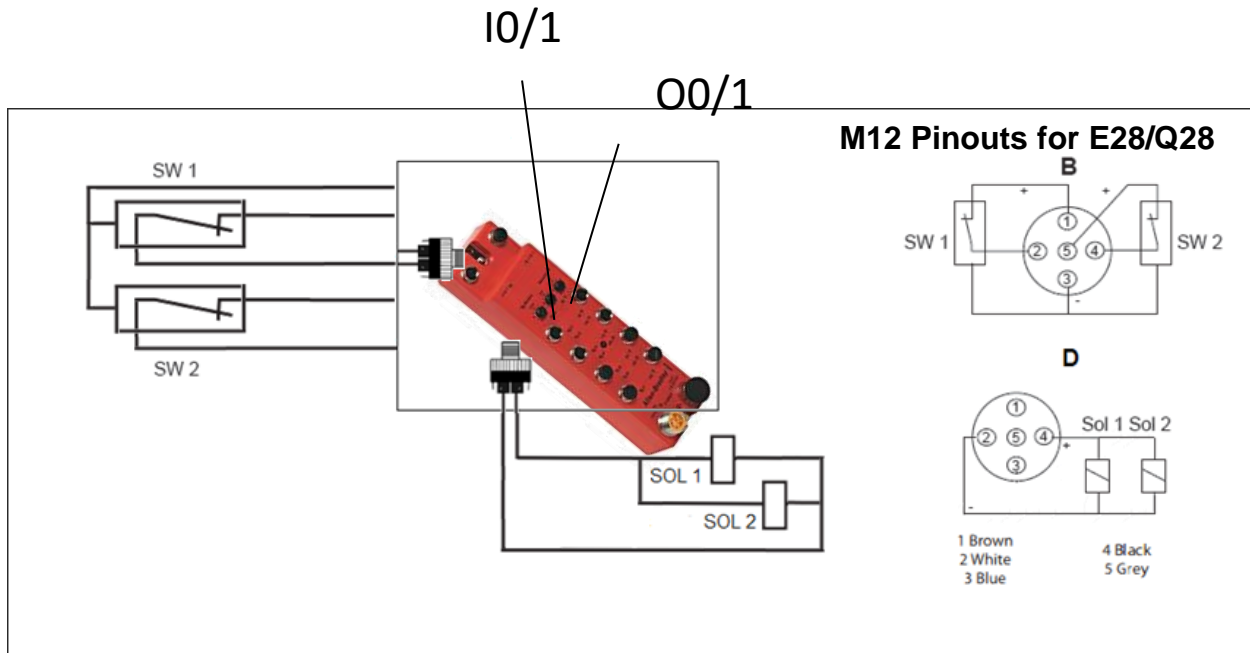 I0/1
O0/1
M12 Pinouts for E28/Q28
SW 1
SW 2
SOL 1
SOL 2
Allen-Bradley
B
+
+
SW 1
1
2
5
4
3
SW 2
-
D
1
2
5
4
3
+
-
Sol 1 Sol 2
1 Brown
2 White
3 Blue
4 Black
5 Grey